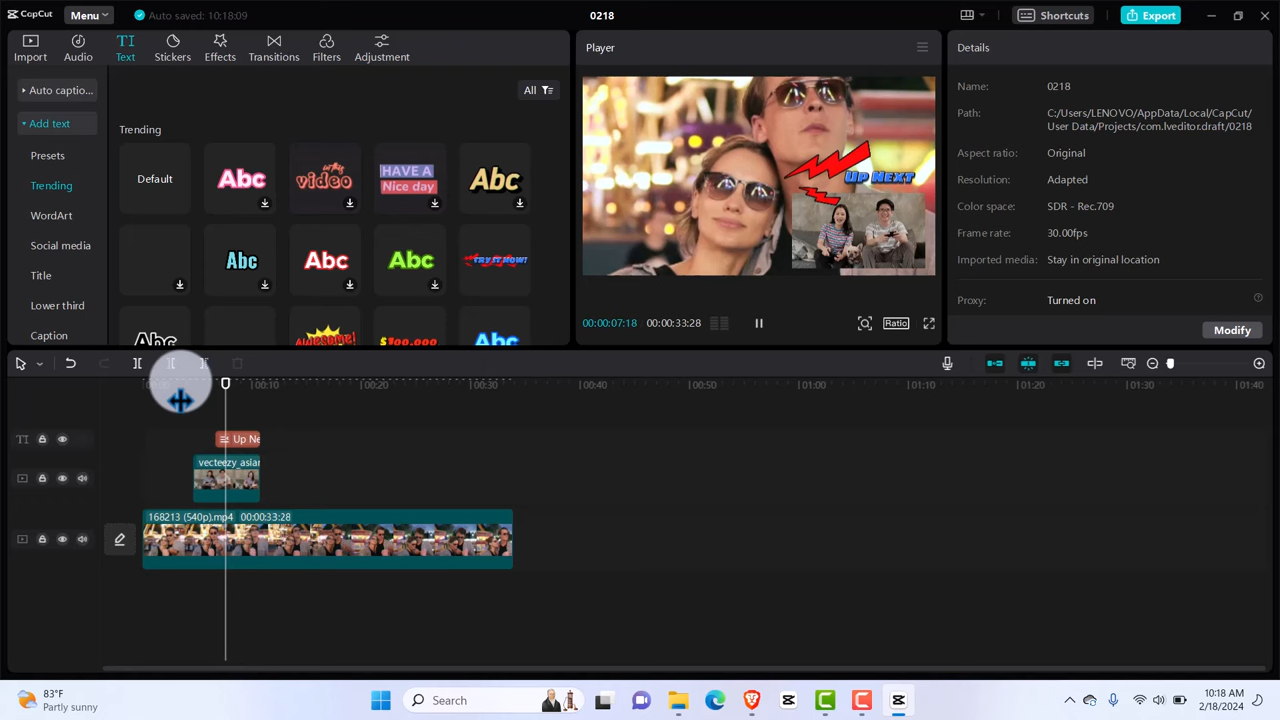 CapCut
Menu
Auto saved: 10:18:09
0218
Shortcuts
Export
Import
Audio
Text
Stickers
Effects
Transitions
Filters
Adjustment
Auto captio...
Add text
Presets
Trending
WordArt
Social media
Title
Lower third
Caption
All
Trending
Default
Abc
video
HAVE A
Nice day
Abc
Abc
Abc
Abc
TRY IT NOW!
Abc
AWESOME!
$100,000
Abc
Player
Up Next
00:00:07:18
00:00:33:28
Ratio
Details
Name:
0218
Path:
C:/Users/LENOVO/AppData/Local/CapCut/
User Data/Projects/com.lveditor.draft/0218
Aspect ratio:
Original
Resolution:
Adapted
Color space:
SDR - Rec.709
Frame rate:
30.00fps
Imported media:
Stay in original location
Proxy:
Turned on
Modify
00:10
00:20
00:30
00:40
00:50
01:00
01:10
01:20
01:30
01:40
TI
Up Ne
vecteezy_asian
168213 (540p).mp4 00:00:33:28
83°F
Partly sunny
Search
10:18 AM
2/18/2024